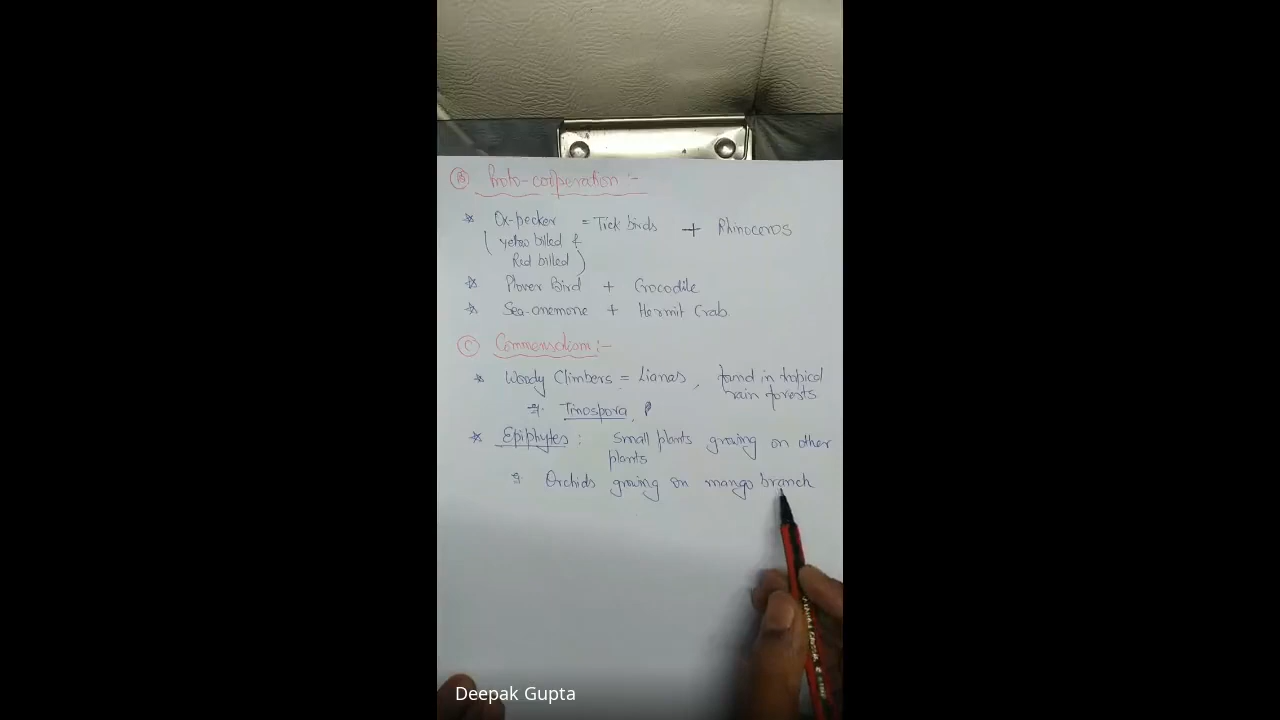 B Proto-cooperation :-
* Ox-pecker = Tick birds + Rhinoceros
( yellow billed &
Red billed )
* Plover Bird + Crocodile
* Sea-anemone + Hermit Crab
C Commensalism :-
* Woody Climbers = Lianas, found in tropical
rain forests
Tinospora, P
* Epiphytes : Small plants growing on other
plants
Orchids growing on mango branch
Deepak Gupta